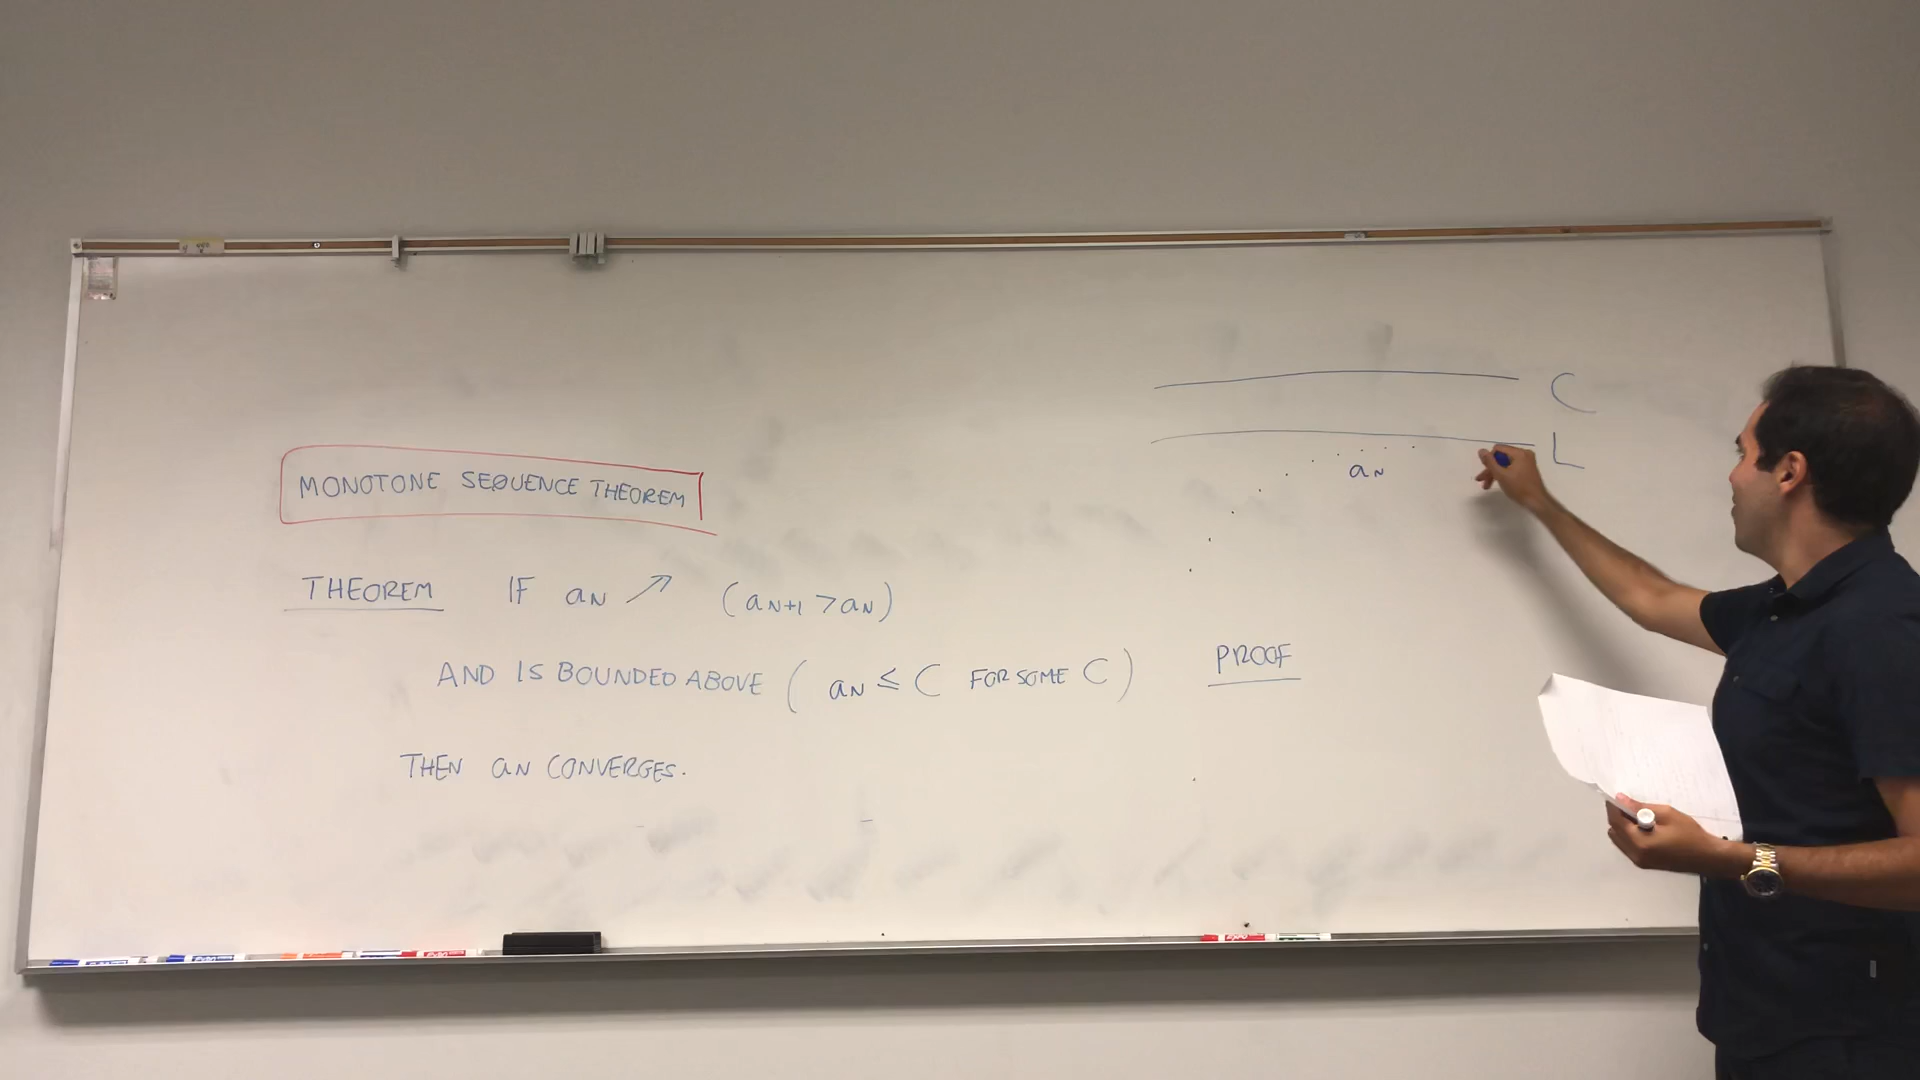 C
L
aN
MONOTONE SEQUENCE THEOREM
THEOREM IF aN ↗ (aN+1 > aN)
AND IS BOUNDED ABOVE ( aN ≤ C FOR SOME C )
THEN aN CONVERGES.
PROOF